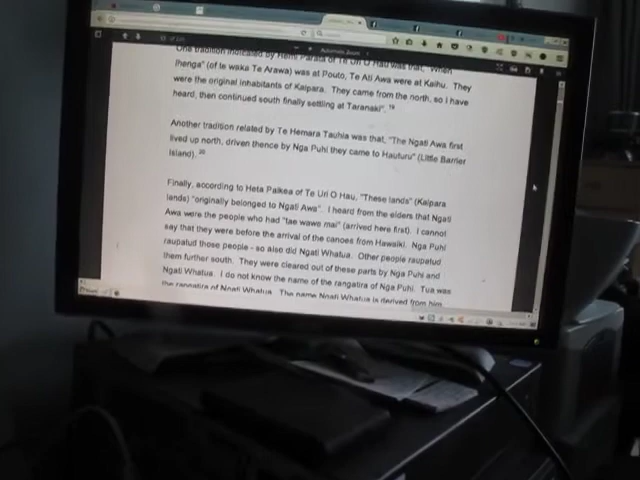 One tradition indicated by Hemi Parata of Te Uri O Hau was that, "When
Ihenga" (of te waka Te Arawa) was at Pouto, Te Ati Awa were at Kaihu. They
were the original inhabitants of Kaipara. They came from the north, so I have
heard, then continued south finally settling at Taranaki". 19
Another tradition related by Te Hemara Tauhia was that, "The Ngati Awa first
lived up north, driven thence by Nga Puhi they came to Hauturu" (Little Barrier
Island). 20
Finally, according to Heta Paikea of Te Uri O Hau, "These lands" (Kaipara
lands) "originally belonged to Ngati Awa". I heard from the elders that Ngati
Awa were the people who had "tae wawe mai" (arrived here first). I cannot
say that they were before the arrival of the canoes from Hawaiki. Nga Puhi
raupatud those people - so also did Ngati Whatua. Other people raupatud
them further south. They were cleared out of these parts by Nga Puhi and
Ngati Whatua. I do not know the name of the rangatira of Nga Puhi. Tua was
the rangatira of Ngati Whatua. The name Ngati Whatua is derived from him